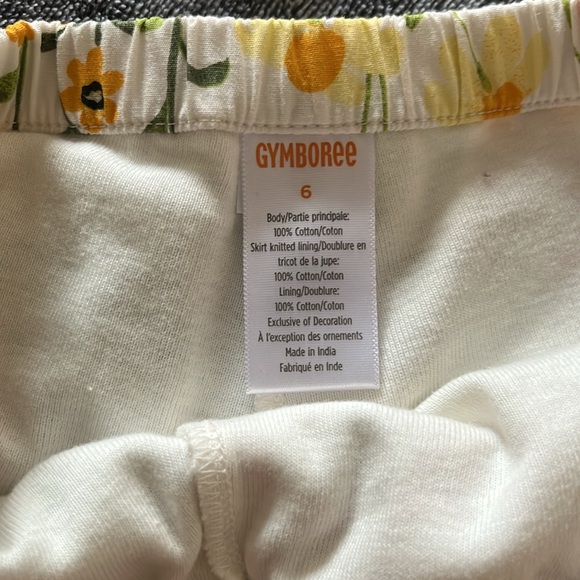 GYMBOREE
6
Body/Partie principale:
100% Cotton/Coton
Skirt knitted lining/Doublure en
tricot de la jupe:
100% Cotton/Coton
Lining/Doublure:
100% Cotton/Coton
Exclusive of Decoration
À l'exception des ornements
Made in India
Fabriqué en Inde